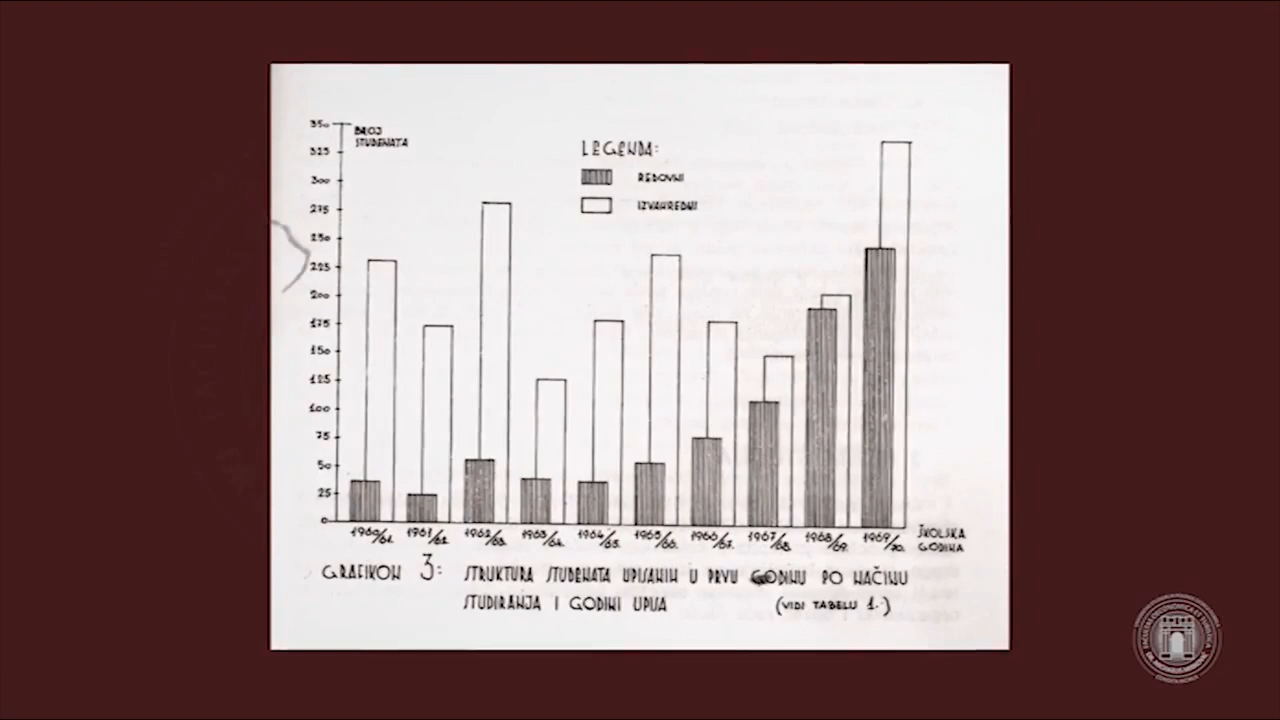 BROJ
STUDENATA
350
325
300
275
250
225
200
175
150
125
100
75
50
25
0
LEGENDA:
REDOVNI
IZVANREDNI
1960/61.
1961/62.
1962/63.
1963/64.
1964/65.
1965/66.
1966/67.
1967/68.
1968/69.
1969/70.
ŠKOLSKA
GODINA
GRAFIKON 3: STRUKTURA STUDENATA UPISANIH U PRVU GODINU PO NAČINU
STUDIRANJA I GODINI UPISA (VIDI TABELU 1.)